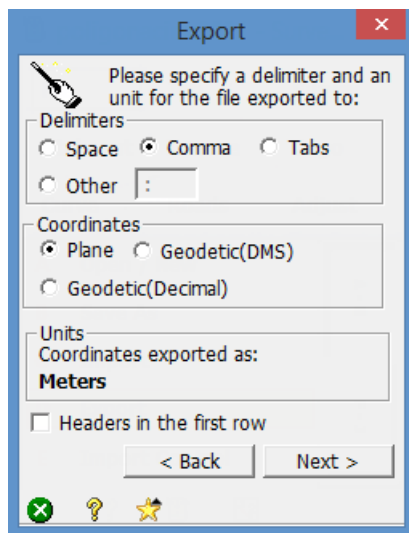 Export
Please specify a delimiter and an
unit for the file exported to:
Delimiters
Space Comma Tabs
Other :
Coordinates
Plane Geodetic(DMS)
Geodetic(Decimal)
Units
Coordinates exported as:
Meters
Headers in the first row
< Back Next >